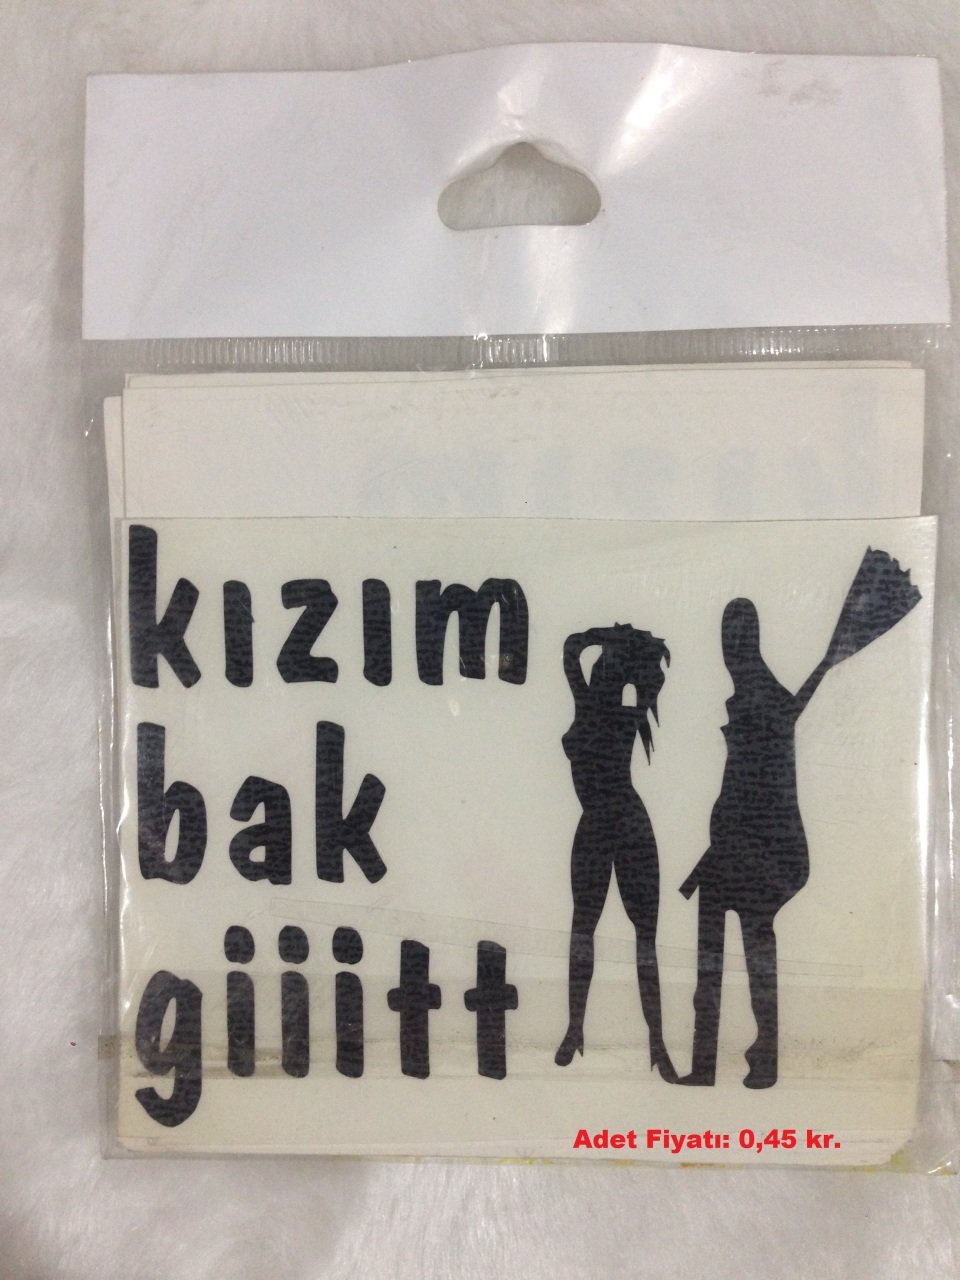 kızım
bak
giiitt
Adet Fiyatı: 0,45 kr.